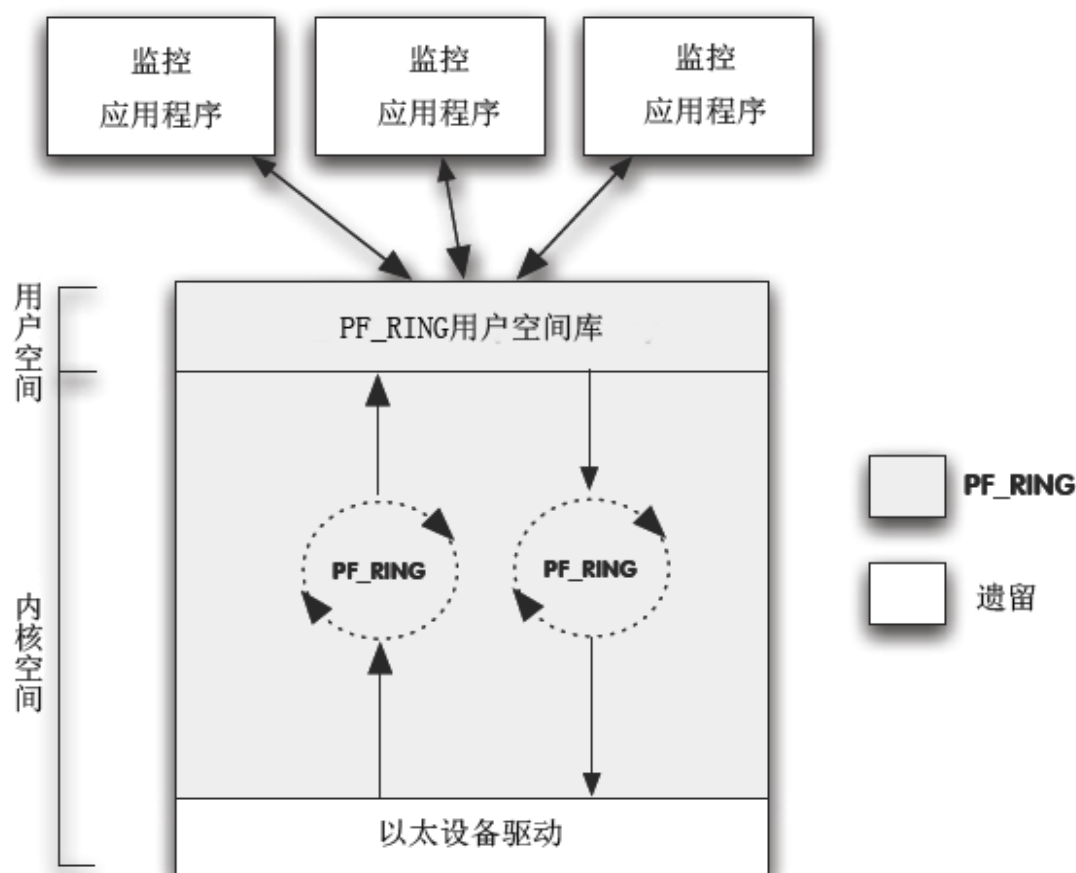 监控
应用程序
监控
应用程序
监控
应用程序
用户空间
PF_RING用户空间库
PF_RING
PF_RING
PF_RING
遗留
内核空间
以太设备驱动